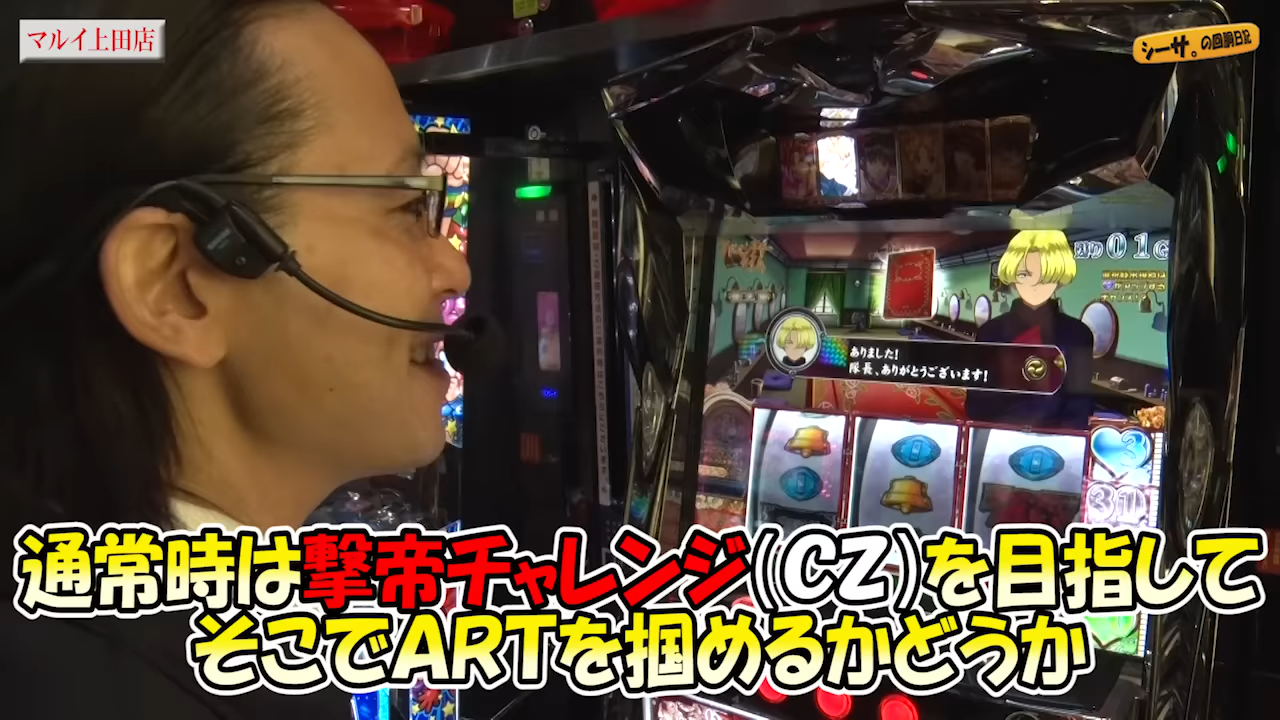 マルイ上田店
シーサ。の回胴日記
01G
ありました!
隊長、ありがとうございます!
3
31
通常時は撃帝チャレンジ(CZ)を目指して
そこでARTを掴めるかどうか